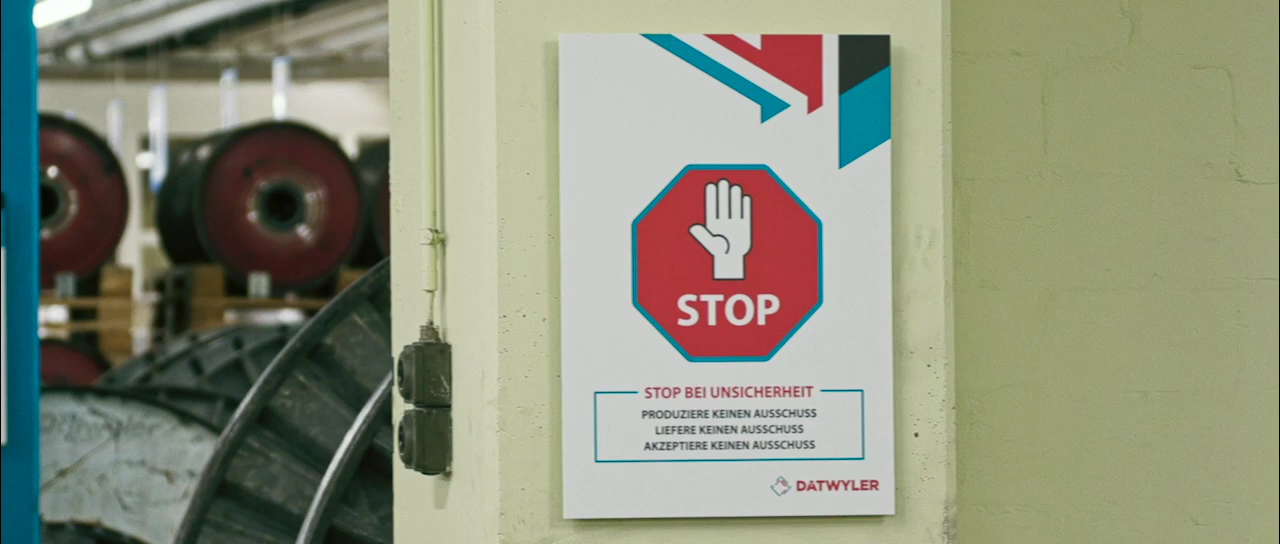 STOP
STOP BEI UNSICHERHEIT
PRODUZIERE KEINEN AUSSCHUSS
LIEFERE KEINEN AUSSCHUSS
AKZEPTIERE KEINEN AUSSCHUSS
DATWYLER